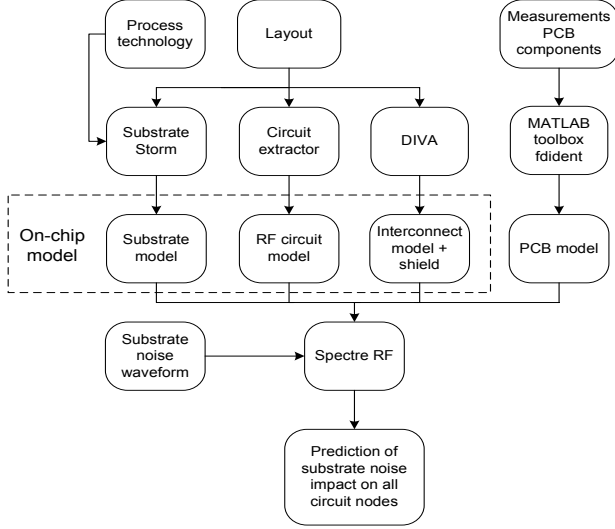 Process
technology
Layout
Measurements
PCB
components
Substrate
Storm
Circuit
extractor
DIVA
MATLAB
toolbox
fdident
On-chip
model
Substrate
model
RF circuit
model
Interconnect
model +
shield
PCB model
Substrate
noise
waveform
Spectre RF
Prediction of
substrate noise
impact on all
circuit nodes